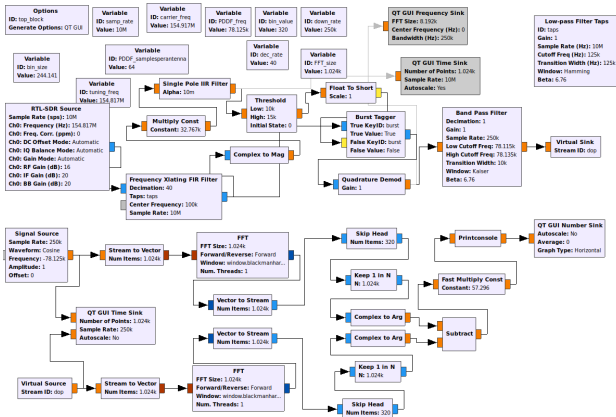 Options
ID: top_block
Generate Options: QT GUI
Variable
ID: samp_rate
Value: 10M
Variable
ID: carrier_freq
Value: 154.917M
Variable
ID: PDDF_freq
Value: 78.125k
Variable
ID: bin_value
Value: 320
Variable
ID: down_rate
Value: 250k
QT GUI Frequency Sink
FFT Size: 8.192k
Center Frequency (Hz): 0
Bandwidth (Hz): 250k
Low-pass Filter Taps
ID: taps
Gain: 1
Sample Rate (Hz): 10M
Cutoff Freq (Hz): 125k
Transition Width (Hz): 125k
Window: Hamming
Beta: 6.76
Variable
ID: bin_size
Value: 244.141
Variable
ID: PDDF_samplesperantenna
Value: 64
Variable
ID: dec_rate
Value: 40
Variable
ID: FFT_size
Value: 1.024k
QT GUI Time Sink
Number of Points: 1.024k
Sample Rate: 10M
Autoscale: Yes
Variable
ID: tuning_freq
Value: 154.817M
Single Pole IIR Filter
Alpha: 10m
Float To Short
Scale: 1
RTL-SDR Source
Sample Rate (sps): 10M
Ch0: Frequency (Hz): 154.817M
Ch0: Freq. Corr. (ppm): 0
Ch0: DC Offset Mode: Automatic
Ch0: IQ Balance Mode: Automatic
Ch0: Gain Mode: Automatic
Ch0: RF Gain (dB): 16
Ch0: IF Gain (dB): 20
Ch0: BB Gain (dB): 20
Multiply Const
Constant: 32.767k
Threshold
Low: 10k
High: 15k
Initial State: 0
Burst Tagger
True KeyID: burst
True Value: True
False KeyID: burst
False Value: False
Band Pass Filter
Decimation: 1
Gain: 1
Sample Rate: 250k
Low Cutoff Freq: 78.115k
High Cutoff Freq: 78.135k
Transition Width: 10k
Window: Kaiser
Beta: 6.76
Virtual Sink
Stream ID: dop
Complex to Mag
Frequency Xlating FIR Filter
Decimation: 40
Taps: taps
Center Frequency: 100k
Sample Rate: 10M
Quadrature Demod
Gain: 1
Signal Source
Sample Rate: 250k
Waveform: Cosine
Frequency: -78.125k
Amplitude: 1
Offset: 0
Stream to Vector
Num Items: 1.024k
FFT
FFT Size: 1.024k
Forward/Reverse: Forward
Window: window.blackmanhar...
Num. Threads: 1
Skip Head
Num Items: 320
Printconsole
QT GUI Number Sink
Autoscale: No
Average: 0
Graph Type: Horizontal
Keep 1 in N
N: 1.024k
Fast Multiply Const
Constant: 57.296
Vector to Stream
Num Items: 1.024k
QT GUI Time Sink
Number of Points: 1.024k
Sample Rate: 250k
Autoscale: No
Complex to Arg
Subtract
Complex to Arg
Vector to Stream
Num Items: 1.024k
Keep 1 in N
N: 1.024k
Virtual Source
Stream ID: dop
Stream to Vector
Num Items: 1.024k
FFT
FFT Size: 1.024k
Forward/Reverse: Forward
Window: window.blackmanhar...
Num. Threads: 1
Skip Head
Num Items: 320